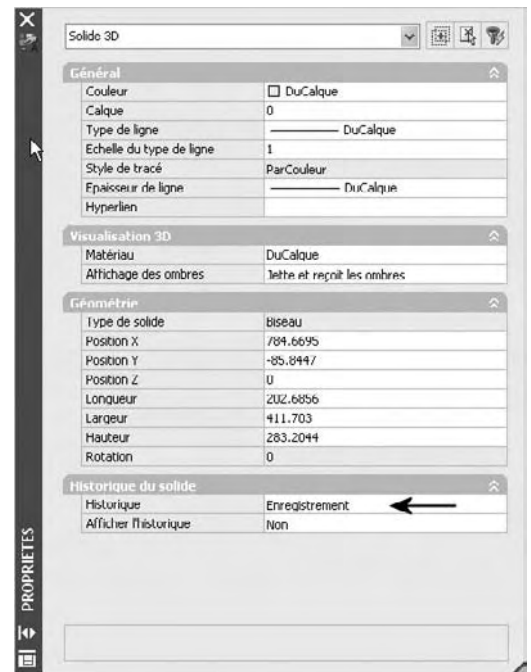 Solide 3D
Général
Couleur DuCalque
Calque 0
Type de ligne DuCalque
Echelle du type de ligne 1
Style de tracé ParCouleur
Epaisseur de ligne DuCalque
Hyperlien
Visualisation 3D
Matériau DuCalque
Affichage des ombres Jette et reçoit les ombres
Géométrie
Type de solide Biseau
Position X 784.6695
Position Y -85.8447
Position Z 0
Longueur 202.6856
Largeur 411.703
Hauteur 283.2044
Rotation 0
Historique du solide
Historique Enregistrement
Afficher l'historique Non
PROPRIETES